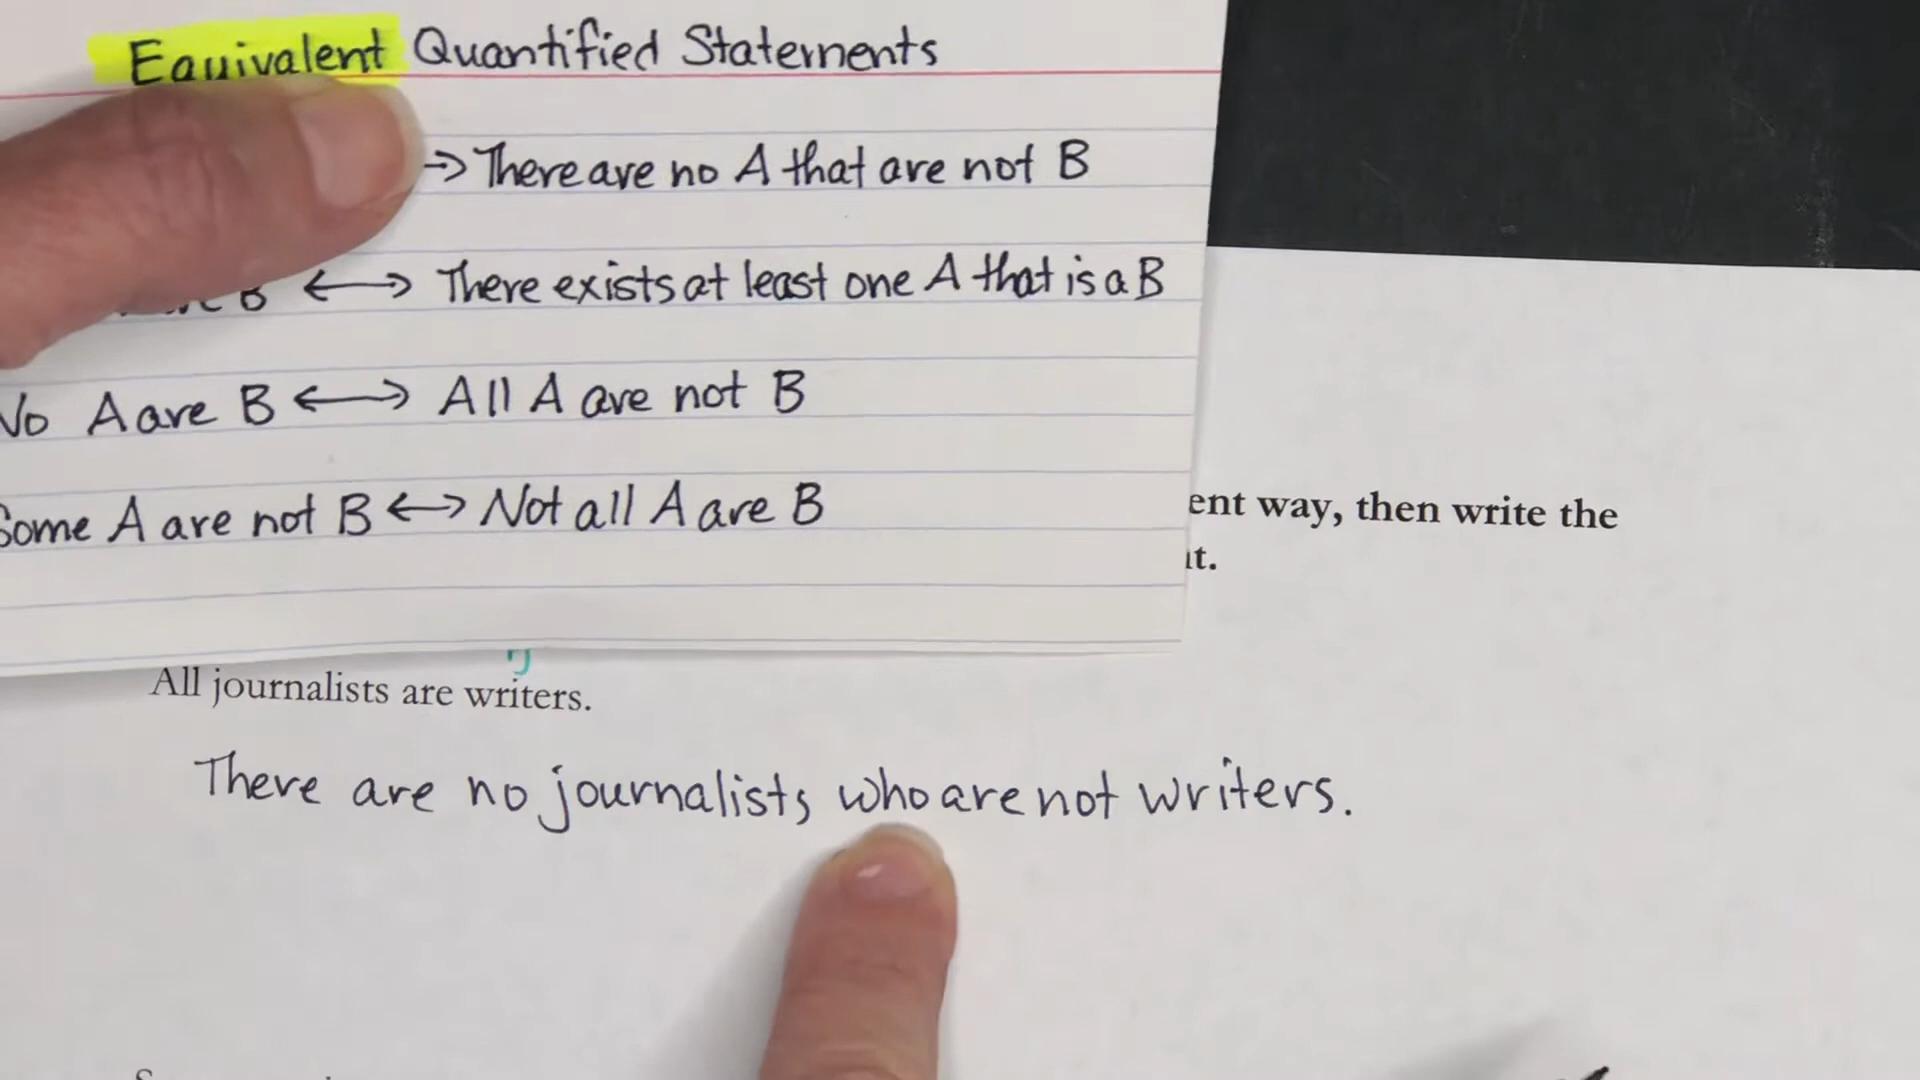 Equivalent Quantified Statements
→ There are no A that are not B
B ↔ There exists at least one A that is a B
No A are B ↔ All A are not B
Some A are not B ↔ Not all A are B
ent way, then write the
it.
All journalists are writers.
There are no journalists who are not writers.